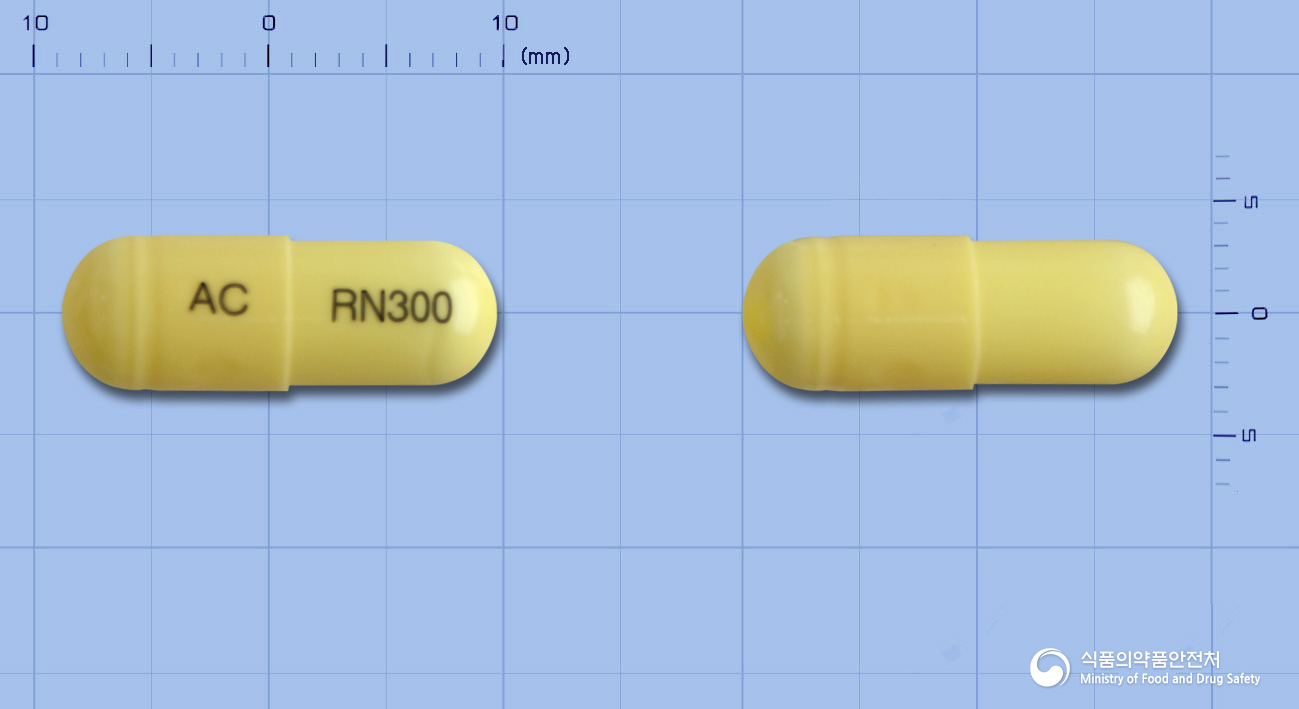 10 0 10
(mm)
AC RN300
5
0
5
식품의약품안전처
Ministry of Food and Drug Safety